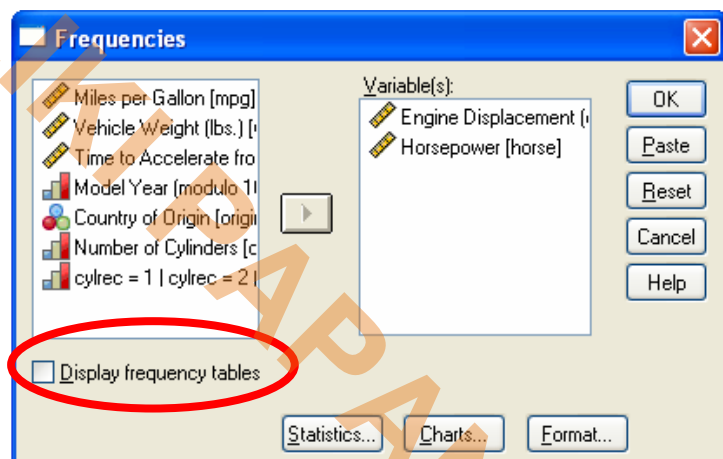 Frequencies
Miles per Gallon [mpg]
Vehicle Weight (lbs.) [
Time to Accelerate fro
Model Year (modulo 1
Country of Origin [origi
Number of Cylinders [c
cylrec = 1 | cylrec = 2 |
Display frequency tables
Variable(s):
Engine Displacement (
Horsepower [horse]
OK
Paste
Reset
Cancel
Help
Statistics...
Charts...
Format...
IKI PAPA